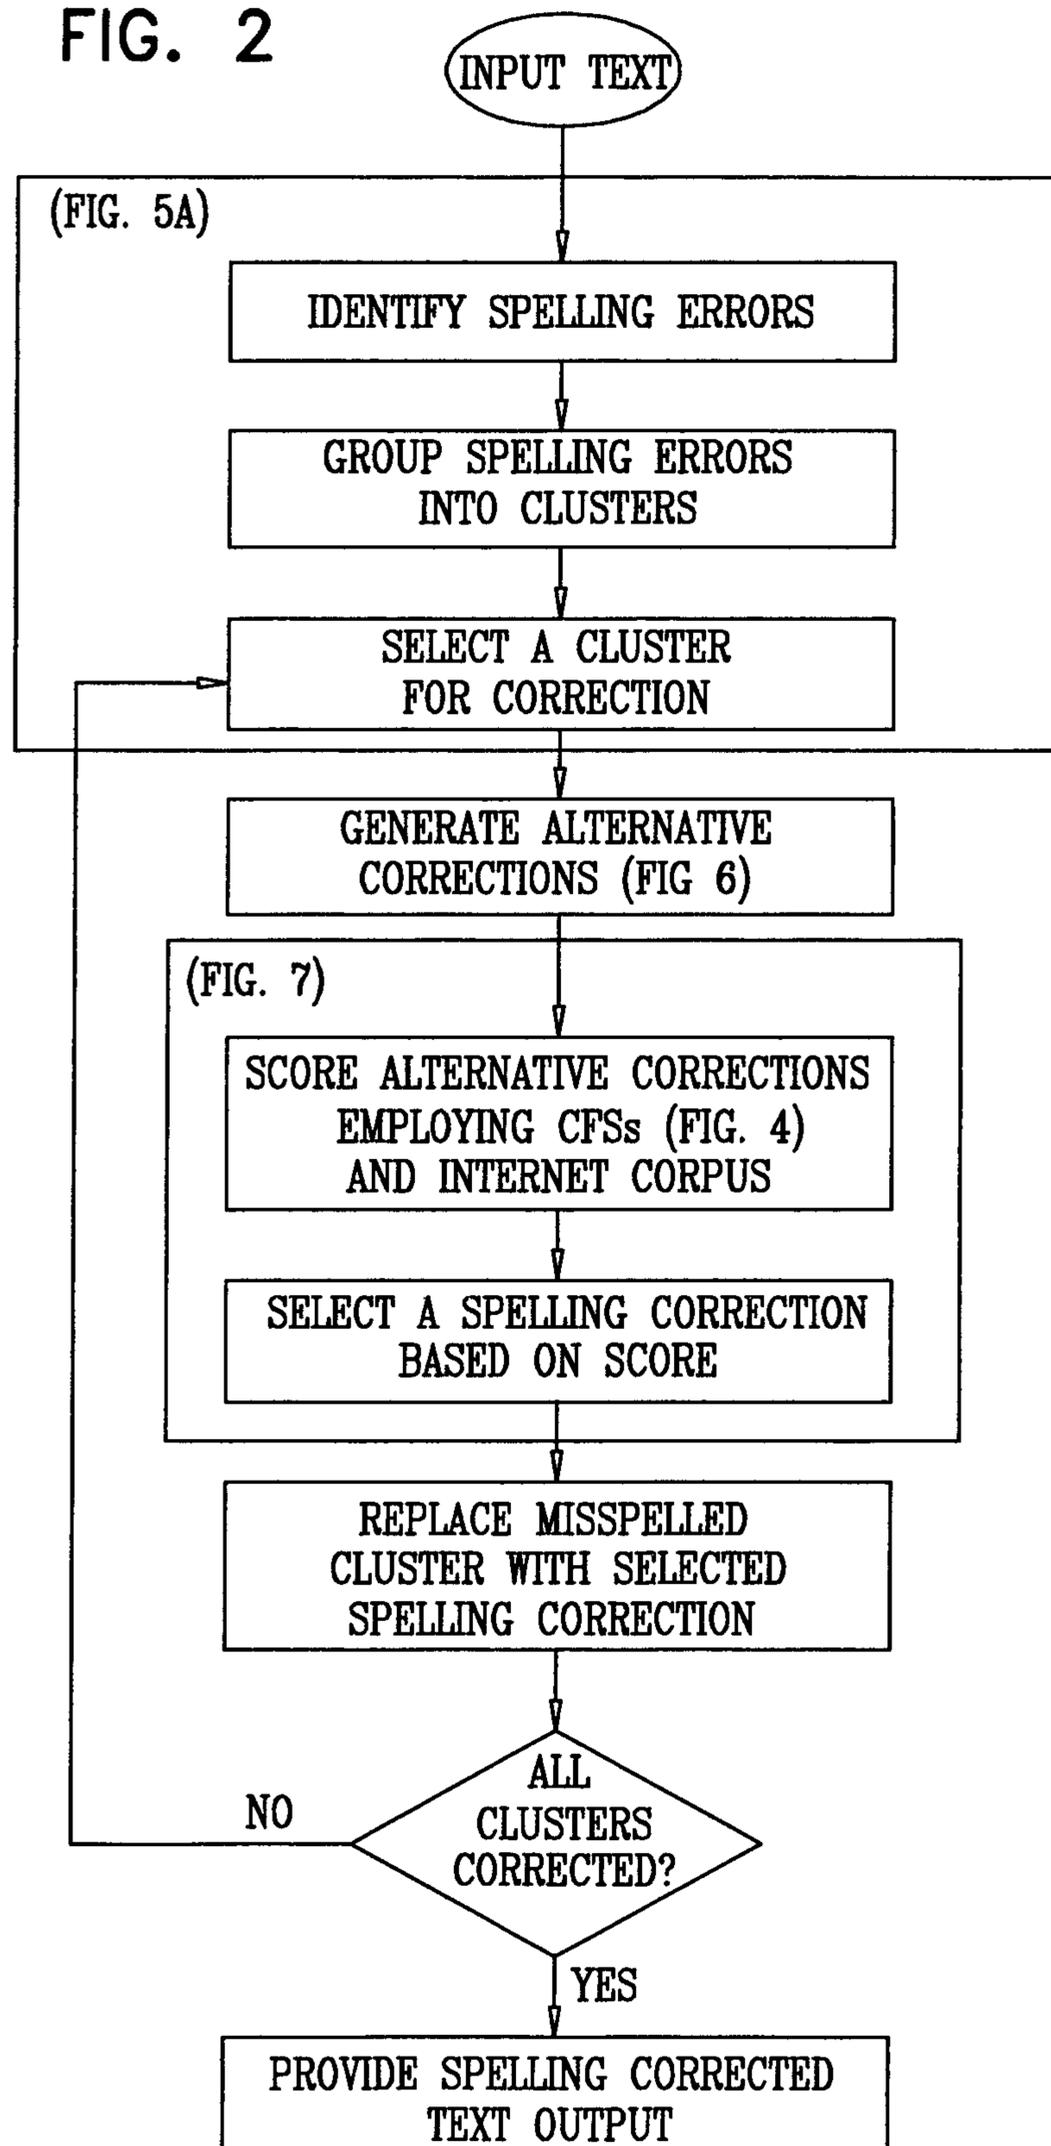 FIG. 2
INPUT TEXT
(FIG. 5A)
IDENTIFY SPELLING ERRORS
GROUP SPELLING ERRORS
INTO CLUSTERS
SELECT A CLUSTER
FOR CORRECTION
GENERATE ALTERNATIVE
CORRECTIONS (FIG 6)
(FIG. 7)
SCORE ALTERNATIVE CORRECTIONS
EMPLOYING CFSs (FIG. 4)
AND INTERNET CORPUS
SELECT A SPELLING CORRECTION
BASED ON SCORE
REPLACE MISSPELLED
CLUSTER WITH SELECTED
SPELLING CORRECTION
ALL
CLUSTERS
CORRECTED?
NO
YES
PROVIDE SPELLING CORRECTED
TEXT OUTPUT